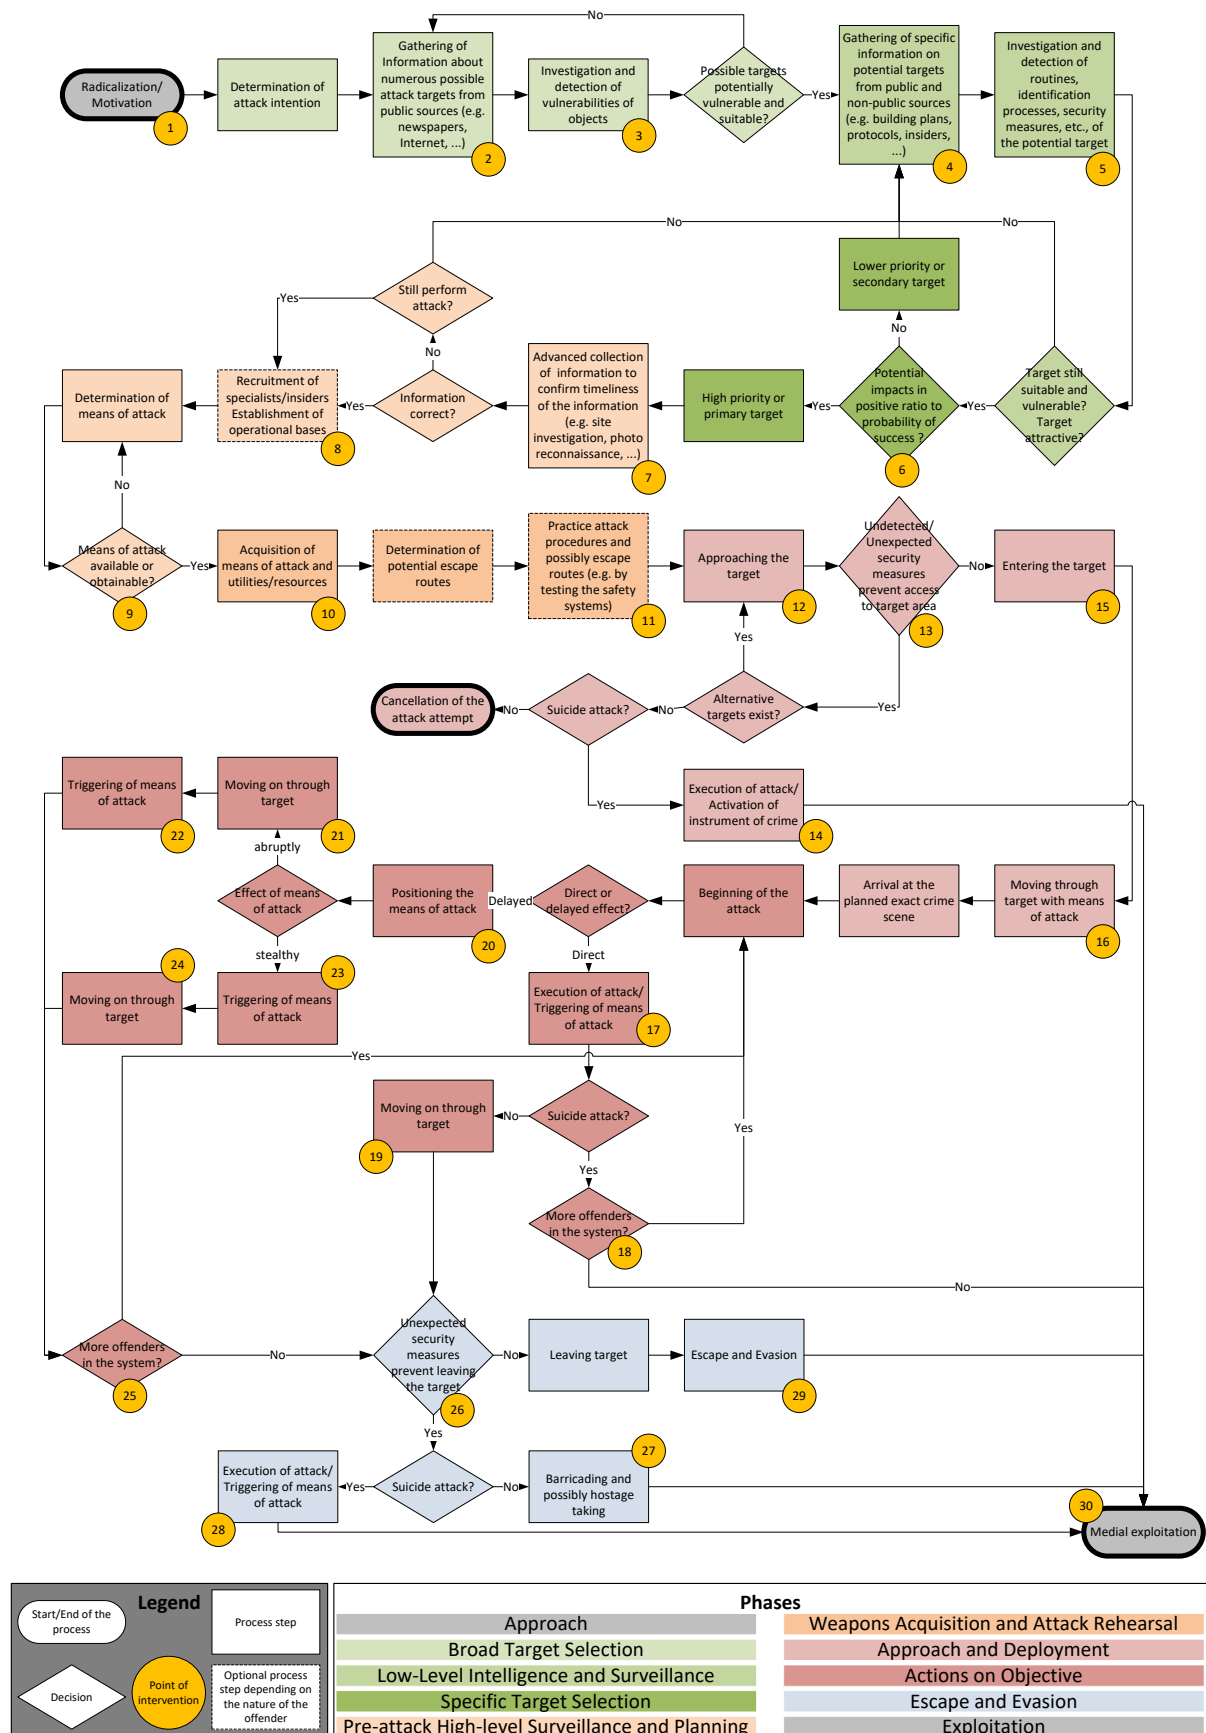 No
Radicalization/
Motivation
1
Determination of
attack intention
Gathering of
Information about
numerous possible
attack targets from
public sources (e.g.
newspapers,
Internet, ...)
2
Investigation and
detection of
vulnerabilities of
objects
3
Possible targets
potentially
vulnerable and
suitable?
Yes
Gathering of specific
information on
potential targets
from public and
non-public sources
(e.g. building plans,
protocols, insiders,
...)
4
Investigation and
detection of
routines,
identification
processes, security
measures, etc., of
the potential target
5
No
No
Lower priority or
secondary target
Still perform
attack?
Yes
No
No
Determination of
means of attack
Recruitment of
specialists/insiders
Establishment of
operational bases
8
Yes
Information
correct?
Advanced collection
of information to
confirm timeliness
of the information
(e.g. site
investigation, photo
reconnaissance, ...)
7
High priority or
primary target
Yes
Potential
impacts in
positive ratio to
probability of
success ?
6
Yes
Target still
suitable and
vulnerable?
Target
attractive?
No
Means of attack
available or
obtainable?
9
Yes
Acquisition of
means of attack and
utilities/resources
10
Determination of
potential escape
routes
Practice attack
procedures and
possibly escape
routes (e.g. by
testing the safety
systems)
11
Approaching the
target
12
Undetected/
Unexpected
security
measures
prevent access
to target area
13
No
Entering the target
15
Yes
Cancellation of the
attack attempt
No
Suicide attack?
No
Alternative
targets exist?
Yes
Triggering of means
of attack
22
Moving on through
target
21
Yes
Execution of attack/
Activation of
instrument of crime
14
abruptly
Effect of means
of attack
Positioning the
means of attack
20
Delayed
Direct or
delayed effect?
Beginning of the
attack
Arrival at the
planned exact crime
scene
Moving through
target with means
of attack
16
stealthy
Direct
24
Moving on through
target
23
Triggering of means
of attack
Execution of attack/
Triggering of means
of attack
17
Yes
Moving on through
target
19
No
Suicide attack?
Yes
Yes
More offenders
in the system?
18
No
More offenders
in the system?
25
No
Unexpected
security
measures
prevent leaving
the target
26
No
Leaving target
Escape and Evasion
29
Yes
Execution of attack/
Triggering of means
of attack
28
Yes
Suicide attack?
No
27
Barricading and
possibly hostage
taking
30
Medial exploitation
Legend
Start/End of the
process
Process step
Decision
Point of
intervention
Optional process
step depending on
the nature of the
offender
Phases
Approach
Broad Target Selection
Low-Level Intelligence and Surveillance
Specific Target Selection
Pre-attack High-level Surveillance and Planning
Weapons Acquisition and Attack Rehearsal
Approach and Deployment
Actions on Objective
Escape and Evasion
Exploitation